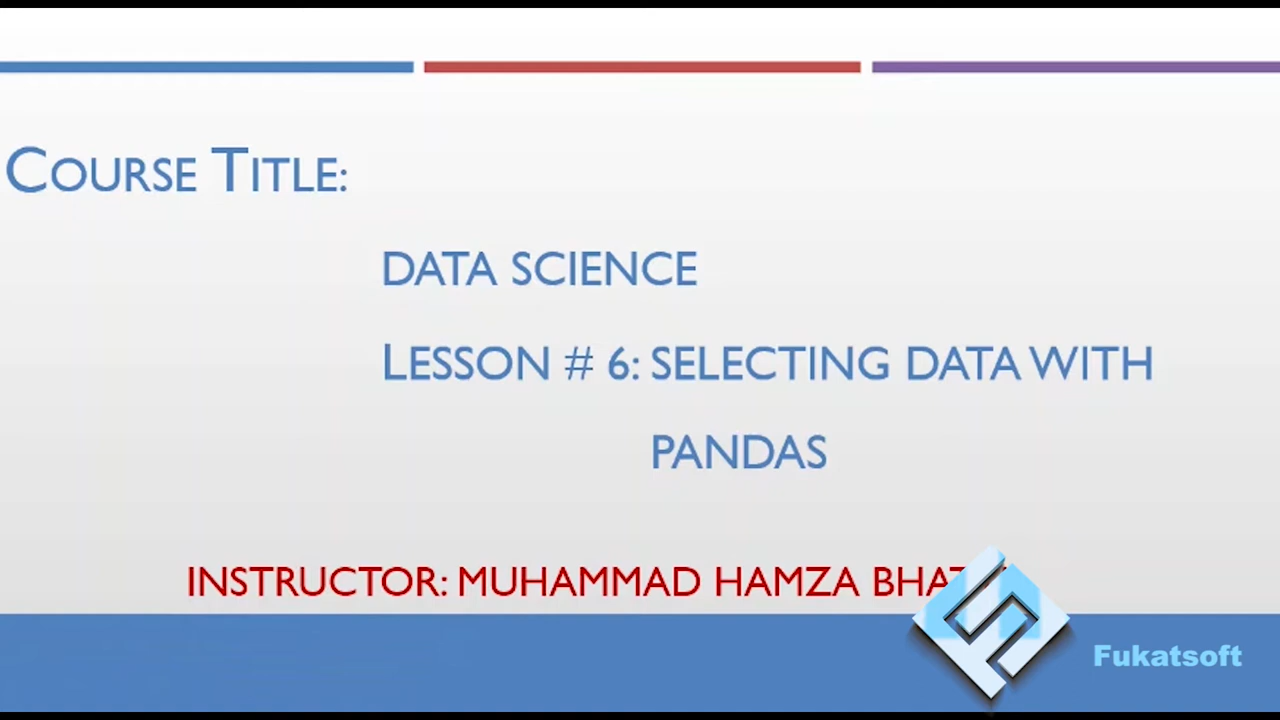 COURSE TITLE:
DATA SCIENCE
LESSON # 6: SELECTING DATA WITH
PANDAS
INSTRUCTOR: MUHAMMAD HAMZA
Fukatsoft